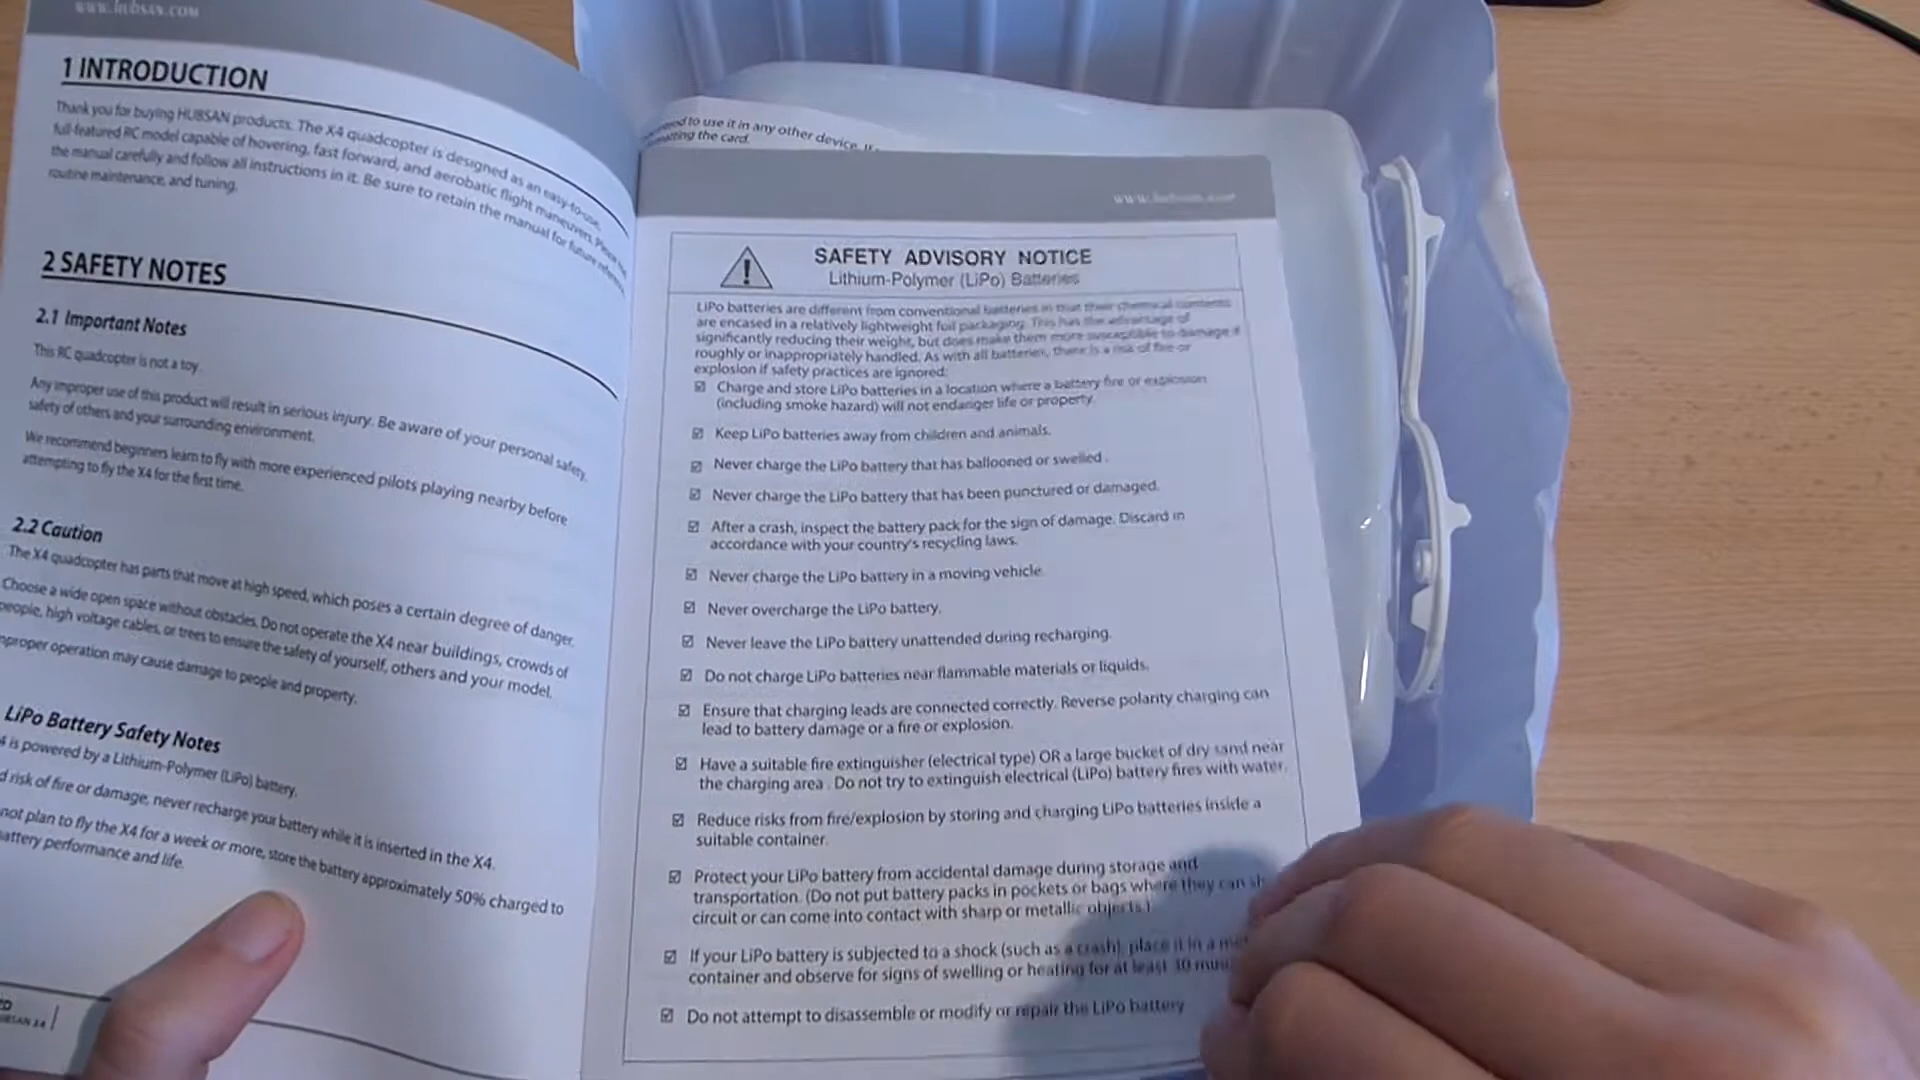 www.hubsan.com
1 INTRODUCTION
Thank you for buying HUBSAN products. The X4 quadcopter is designed as an easy-to-use,
full-featured RC model capable of hovering, fast forward, and aerobatic flight maneuvers. Please
the manual carefully and follow all instructions in it. Be sure to retain the manual for future
routine maintenance, and tuning.
2 SAFETY NOTES
2.1 Important Notes
This RC quadcopter is not a toy.
Any improper use of this product will result in serious injury. Be aware of your personal safety,
safety of others and your surrounding environment.
We recommend beginners learn to fly with more experienced pilots playing nearby before
attempting to fly the X4 for the first time.
2.2 Caution
The X4 quadcopter has parts that move at high speed, which poses a certain degree of danger.
Choose a wide open space without obstacles. Do not operate the X4 near buildings, crowds of
people, high voltage cables, or trees to ensure the safety of yourself, others and your model.
mproper operation may cause damage to people and property.
LiPo Battery Safety Notes
4 is powered by a Lithium-Polymer (LiPo) battery.
d risk of fire or damage, never recharge your battery while it is inserted in the X4.
not plan to fly the X4 for a week or more, store the battery approximately 50% charged to
attery performance and life.
UBSAN X4
to use it in any other device.
the card.
www.hubsan.com
SAFETY ADVISORY NOTICE
Lithium-Polymer (LiPo) Batteries
LiPo batteries are different from conventional batteries in that their chemical contents
are encased in a relatively lightweight foil packaging. This has the advantage of
significantly reducing their weight, but does make them more susceptible to damage if
roughly or inappropriately handled. As with all batteries, there is a risk of fire or
explosion if safety practices are ignored:
☑ Charge and store LiPo batteries in a location where a battery fire or explosion
(including smoke hazard) will not endanger life or property.
☑ Keep LiPo batteries away from children and animals.
☑ Never charge the LiPo battery that has ballooned or swelled .
☑ Never charge the LiPo battery that has been punctured or damaged.
☑ After a crash, inspect the battery pack for the sign of damage. Discard in
accordance with your country's recycling laws.
☑ Never charge the LiPo battery in a moving vehicle.
☑ Never overcharge the LiPo battery.
☑ Never leave the LiPo battery unattended during recharging.
☑ Do not charge LiPo batteries near flammable materials or liquids.
☑ Ensure that charging leads are connected correctly. Reverse polarity charging can
lead to battery damage or a fire or explosion.
☑ Have a suitable fire extinguisher (electrical type) OR a large bucket of dry sand near
the charging area . Do not try to extinguish electrical (LiPo) battery fires with water.
☑ Reduce risks from fire/explosion by storing and charging LiPo batteries inside a
suitable container.
☑ Protect your LiPo battery from accidental damage during storage and
transportation. (Do not put battery packs in pockets or bags where they can sh
circuit or can come into contact with sharp or metallic objects.)
☑ If your LiPo battery is subjected to a shock (such as a crash), place it in a me
container and observe for signs of swelling or heating for at least 30 minu
☑ Do not attempt to disassemble or modify or repair the LiPo battery